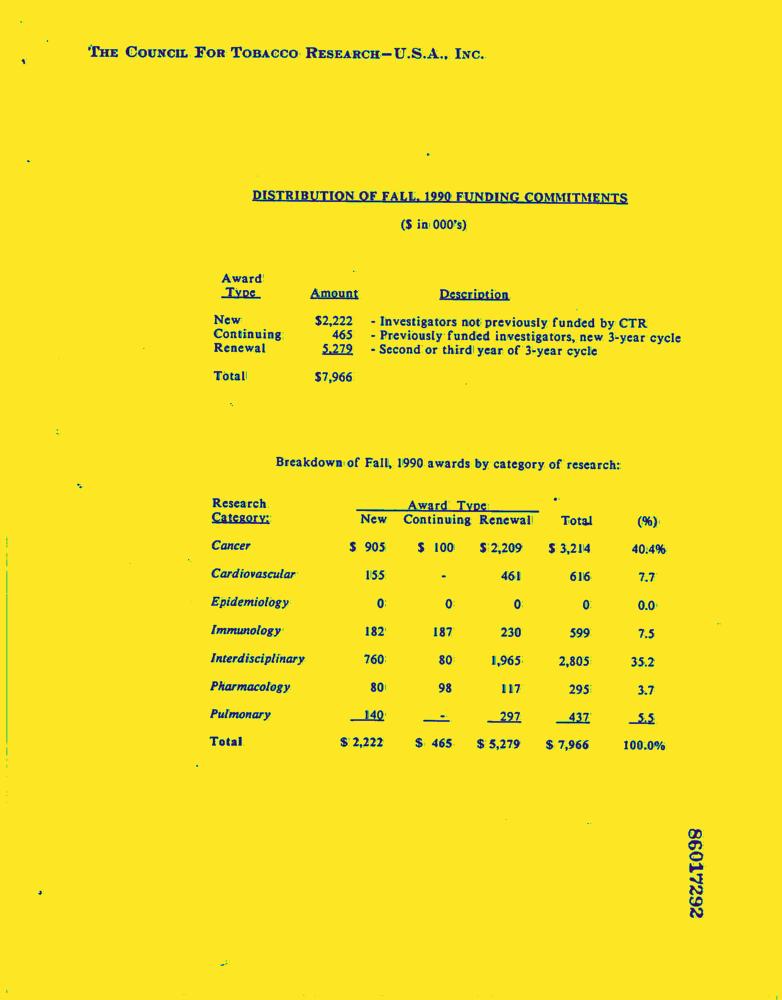 THE COUNCIL FOR TOBACCO RESEARCH—U.S.A., INC.
DISTRIBUTION OF FALL, 1990 FUNDING COMMITMENTS
($ in 000's)
Award
Type Amount Description
New $2,222 - Investigators not previously funded by CTR
Continuing 465 - Previously funded investigators, new 3-year cycle
Renewal 5,279 - Second or third year of 3-year cycle
Total $7,966
Breakdown of Fall, 1990 awards by category of research:
Research Award Type
Category: New Continuing Renewal Total (%)
Cancer $ 905 $ 100 $ 2,209 $ 3,214 40.4%
Cardiovascular 155 - 461 616 7.7
Epidemiology 0 0 0 0 0.0
Immunology 182 187 230 599 7.5
Interdisciplinary 760 80 1,965 2,805 35.2
Pharmacology 80 98 117 295 3.7
Pulmonary 140 - 297 437 5.5
Total $ 2,222 $ 465 $ 5,279 $ 7,966 100.0%
86017292